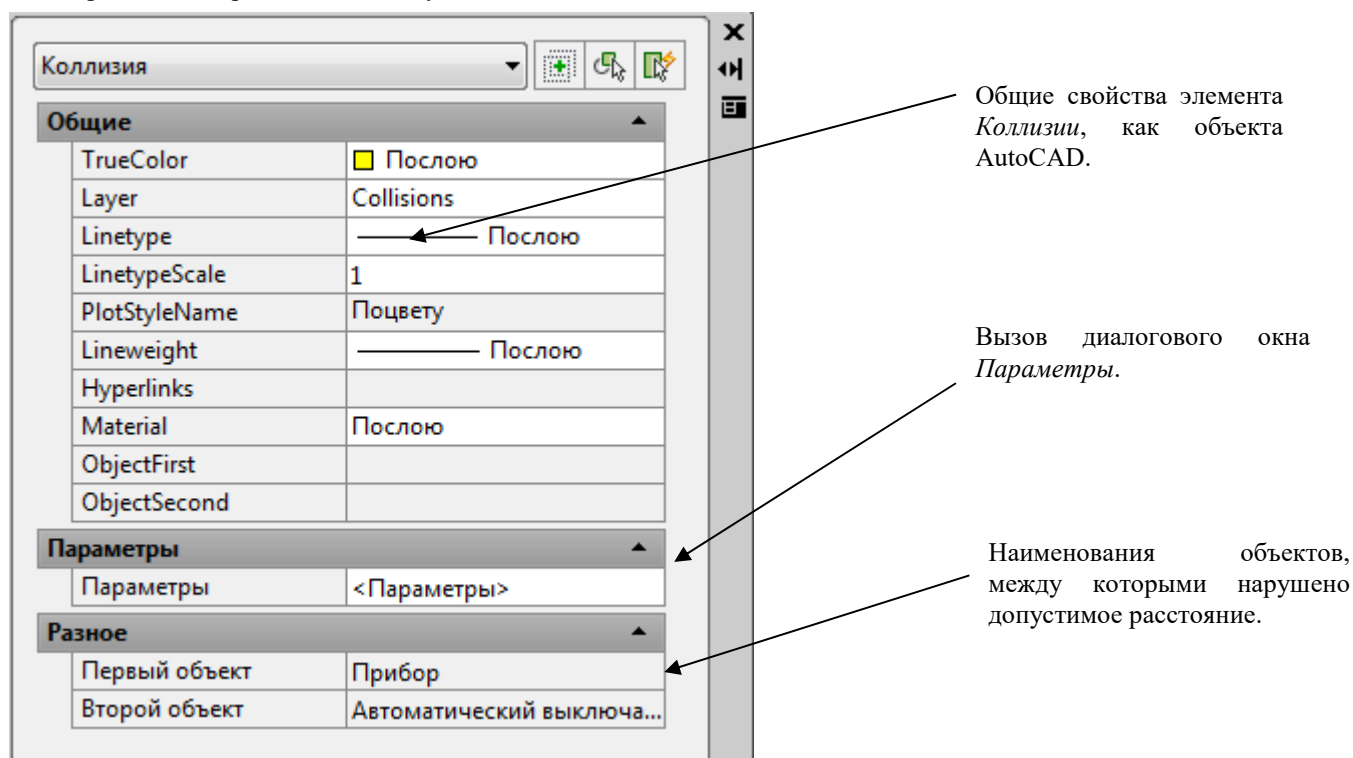 Коллизия
Общие
TrueColor Послою
Layer Collisions
Linetype Послою
LinetypeScale 1
PlotStyleName Поцвету
Lineweight Послою
Hyperlinks
Material Послою
ObjectFirst
ObjectSecond
Параметры
Параметры <Параметры>
Разное
Первый объект Прибор
Второй объект Автоматический выключа...
Общие свойства элемента
Коллизии, как объекта
AutoCAD.
Вызов диалогового окна
Параметры.
Наименования объектов,
между которыми нарушено
допустимое расстояние.